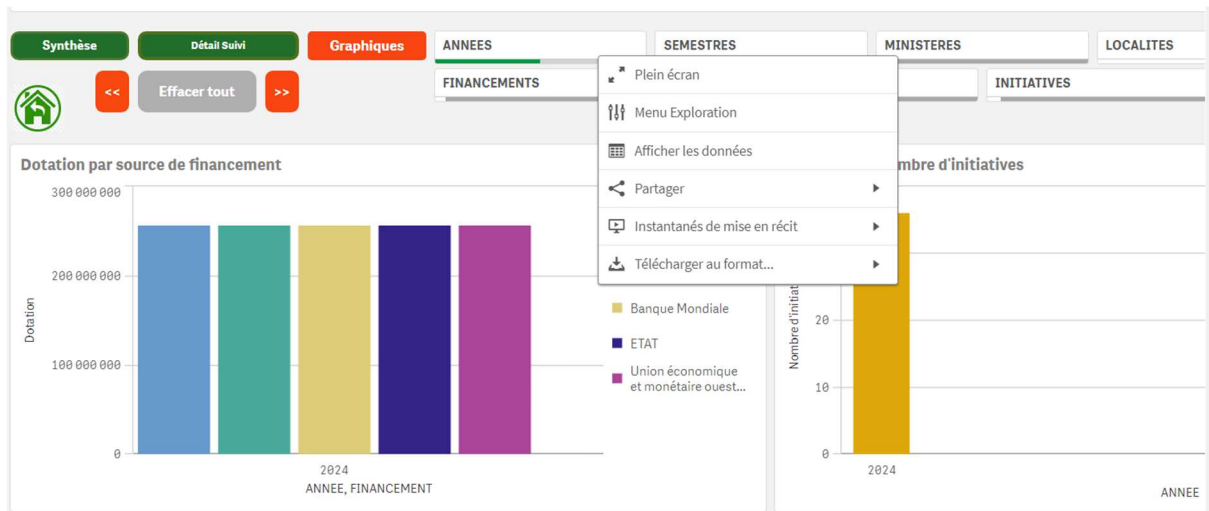 Synthèse
Détail Suivi
Graphiques
ANNEES
SEMESTRES
MINISTERES
LOCALITES
<<
Effacer tout
>>
FINANCEMENTS
INITIATIVES
Plein écran
Menu Exploration
Afficher les données
Partager
Instantanés de mise en récit
Télécharger au format...
Dotation par source de financement
300 000 000
200 000 000
100 000 000
0
Dotation
2024
ANNEE, FINANCEMENT
Banque Mondiale
ETAT
Union économique
et monétaire ouest...
mbre d'initiatives
Nombre d'initiat
20
10
0
2024
ANNEE